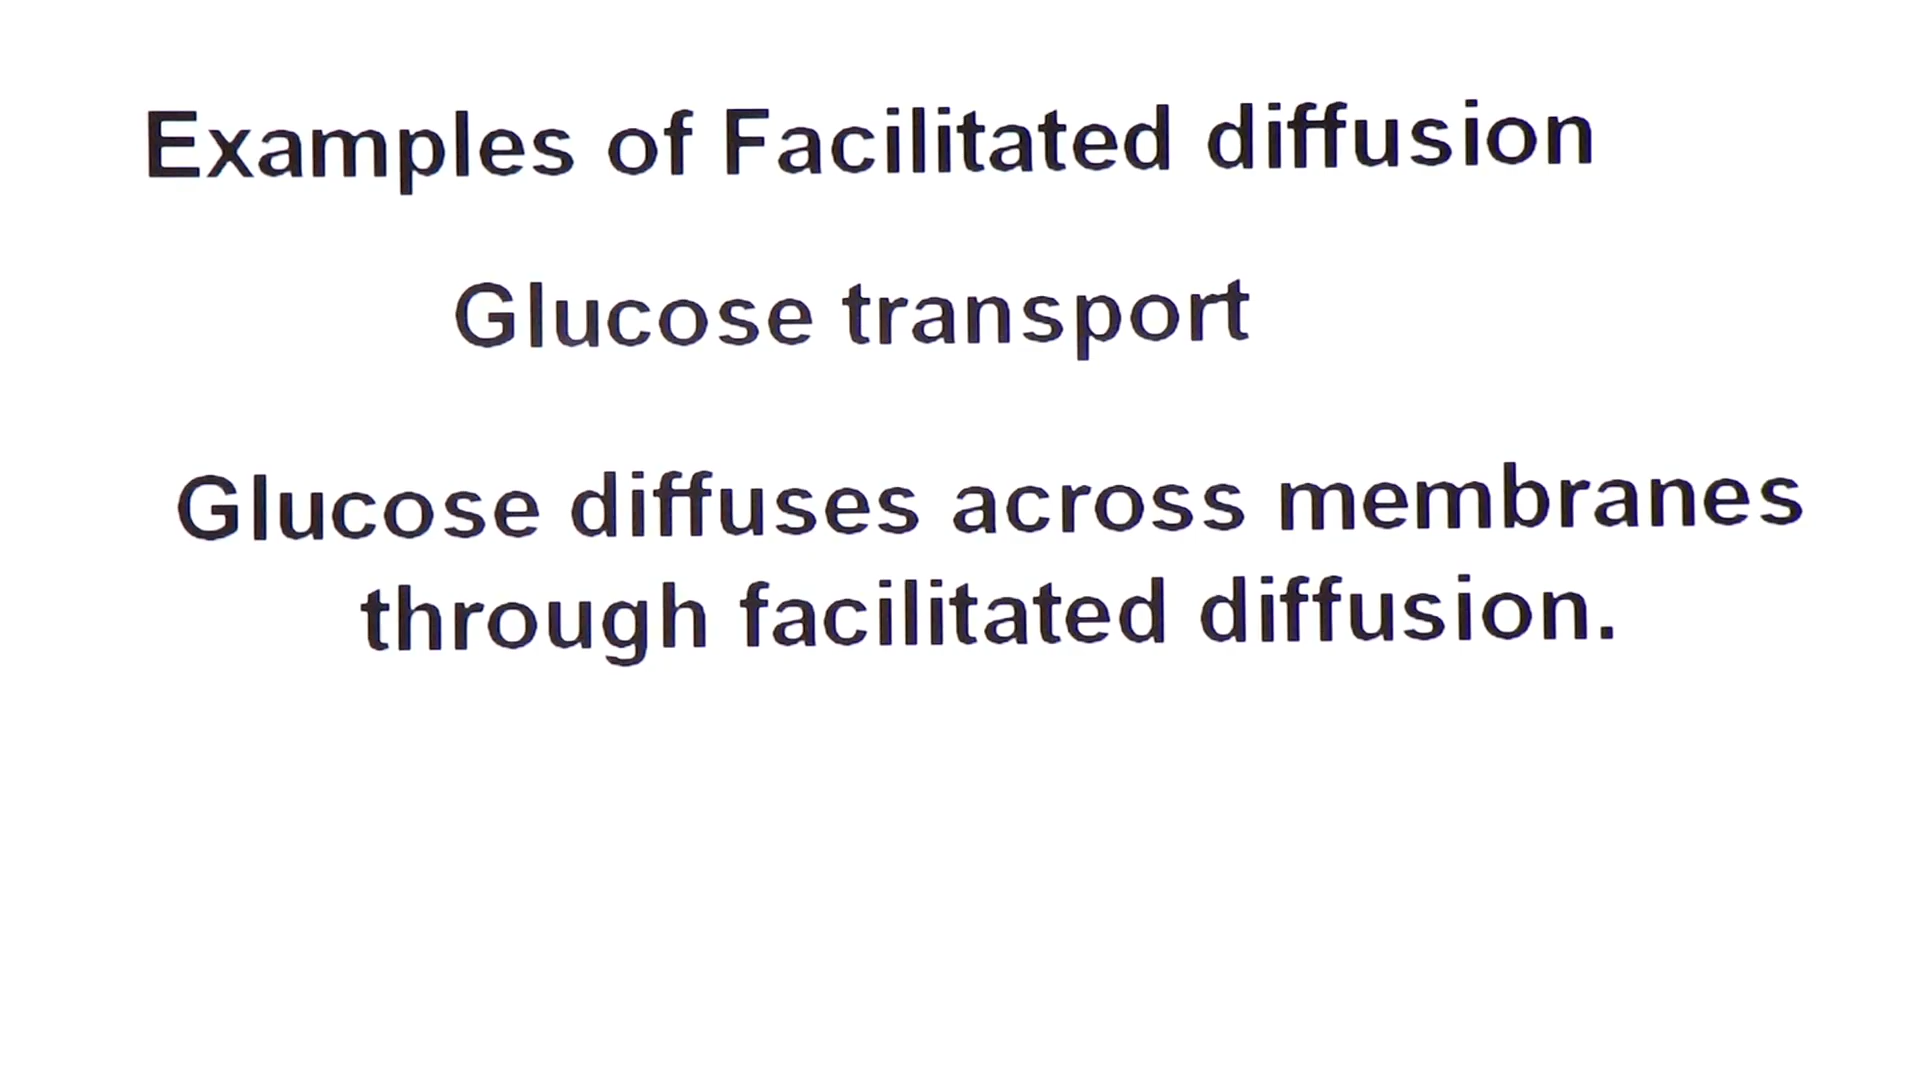 Examples of Facilitated diffusion
Glucose transport
Glucose diffuses across membranes
through facilitated diffusion.